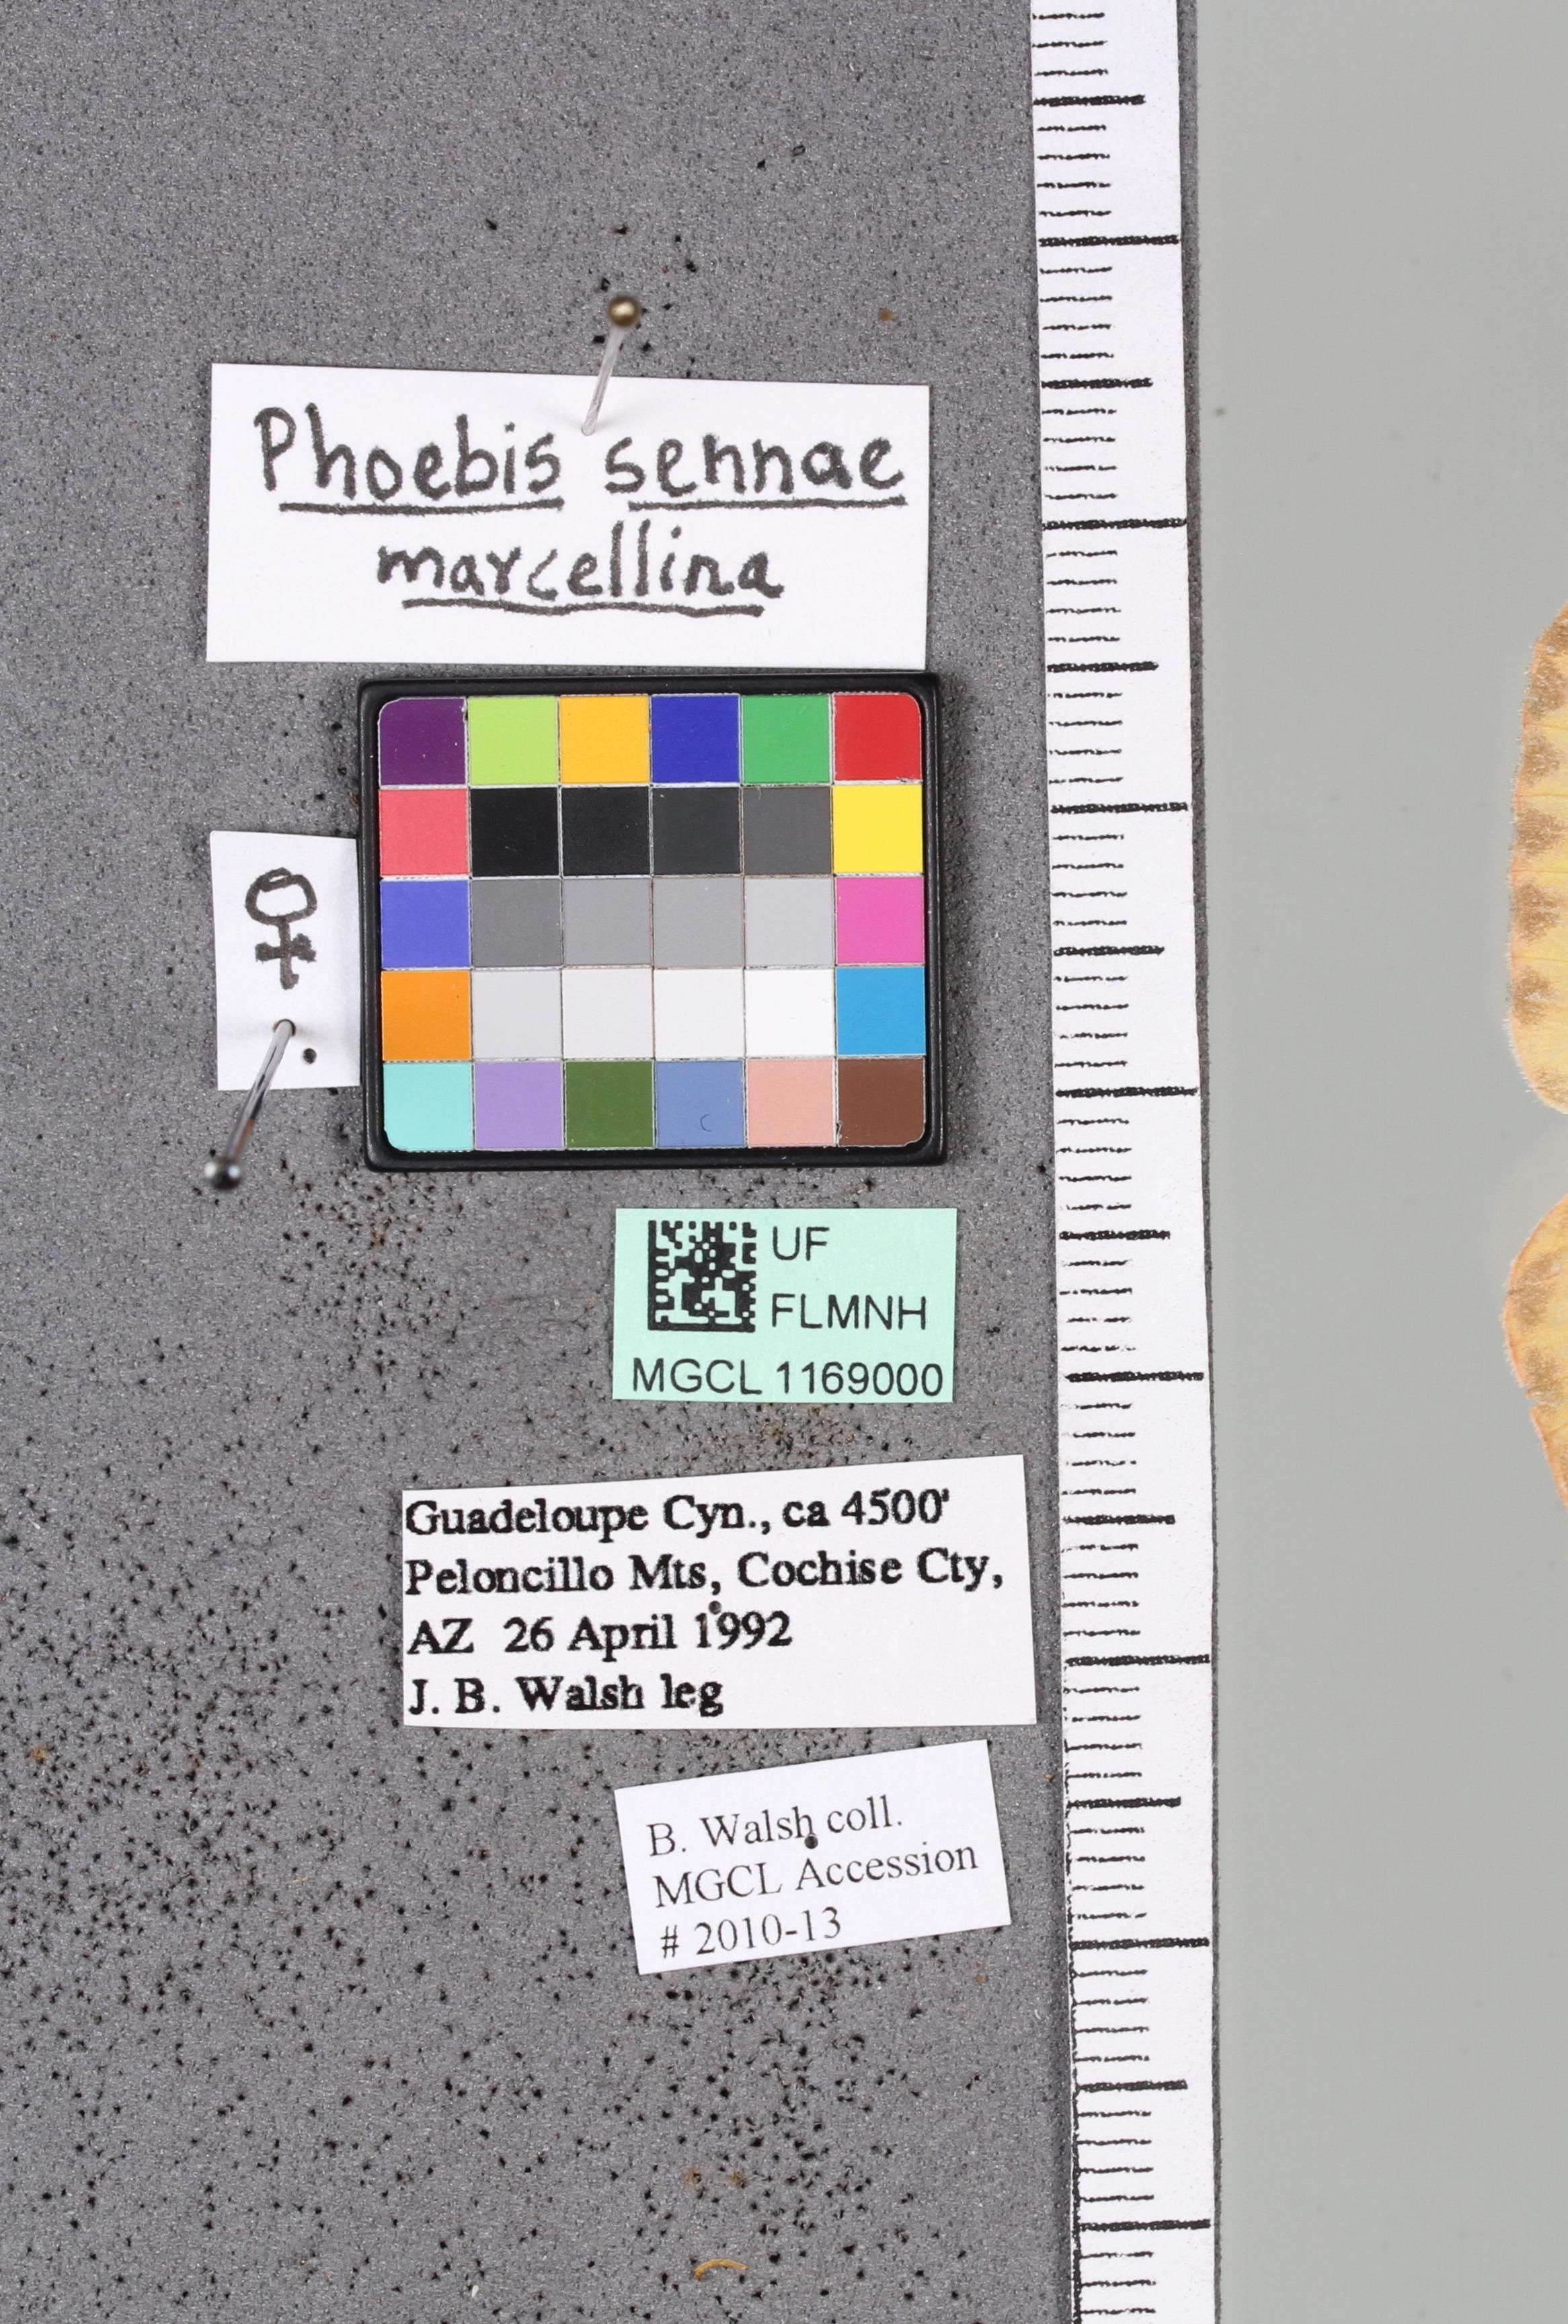 Phoebis sennae
marcellina
♀
UF
FLMNH
MGCL 1169000
Guadeloupe Cyn., ca 4500'
Peloncillo Mts, Cochise Cty,
AZ 26 April 1992
J. B. Walsh leg
B. Walsh coll.
MGCL Accession
# 2010-13